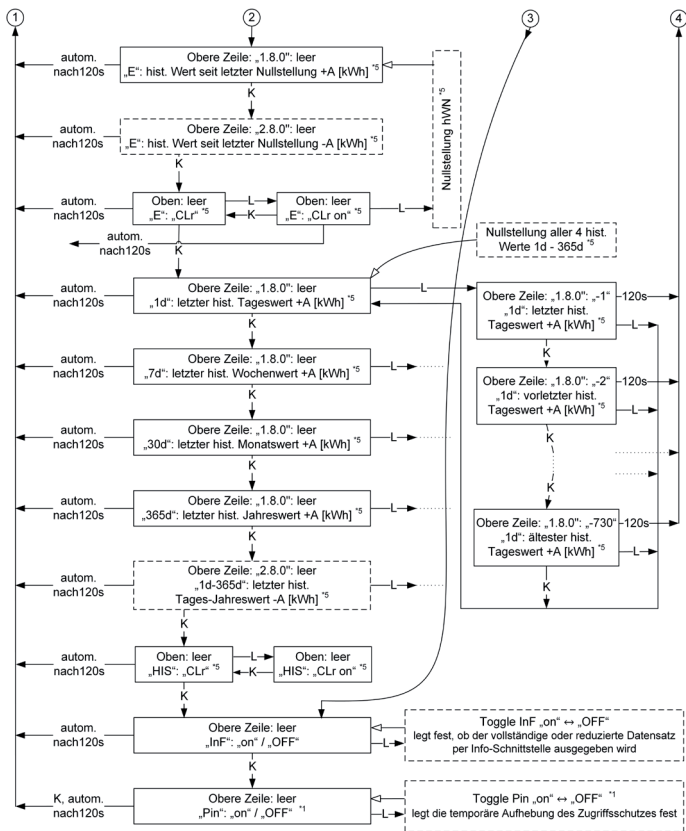 1
2
3
4
autom.
nach120s
Obere Zeile: „1.8.0": leer
„E“: hist. Wert seit letzter Nullstellung +A [kWh] *5
K
Nullstellung hWN *5
autom.
nach120s
Obere Zeile: „2.8.0": leer
„E“: hist. Wert seit letzter Nullstellung -A [kWh] *5
K
autom.
nach120s
Oben: leer
„E“: „CLr“ *5
L
K
Oben: leer
„E“: „CLr on“ *5
L
autom.
nach120s
K
Nullstellung aller 4 hist.
Werte 1d - 365d *5
autom.
nach120s
Obere Zeile: „1.8.0": leer
„1d“: letzter hist. Tageswert +A [kWh] *5
L
K
Obere Zeile: „1.8.0": „-1“
„1d“: letzter hist.
Tageswert +A [kWh] *5
120s
L
K
autom.
nach120s
Obere Zeile: „1.8.0": leer
„7d“: letzter hist. Wochenwert +A [kWh] *5
L
K
Obere Zeile: „1.8.0": „-2“
„1d“: vorletzter hist.
Tageswert +A [kWh] *5
120s
L
K
K
autom.
nach120s
Obere Zeile: „1.8.0": leer
„30d“: letzter hist. Monatswert +A [kWh] *5
L
K
autom.
nach120s
Obere Zeile: „1.8.0": leer
„365d“: letzter hist. Jahreswert +A [kWh] *5
L
K
Obere Zeile: „1.8.0": „-730“
„1d“: ältester hist.
Tageswert +A [kWh] *5
120s
L
K
autom.
nach120s
Obere Zeile: „2.8.0": leer
„1d-365d“: letzter hist.
Tages-Jahreswert -A [kWh] *5
L
K
autom.
nach120s
Oben: leer
„HIS“: „CLr“ *5
L
K
Oben: leer
„HIS“: „CLr on“ *5
K
autom.
nach120s
Obere Zeile: leer
„InF“: „on“ / „OFF“
L
Toggle InF „on“ ↔ „OFF“
legt fest, ob der vollständige oder reduzierte Datensatz
per Info-Schnittstelle ausgegeben wird
K
K, autom.
nach120s
Obere Zeile: leer
„Pin“: „on“ / „OFF“ *1
L
Toggle Pin „on“ ↔ „OFF“ *1
legt die temporäre Aufhebung des Zugriffsschutzes fest